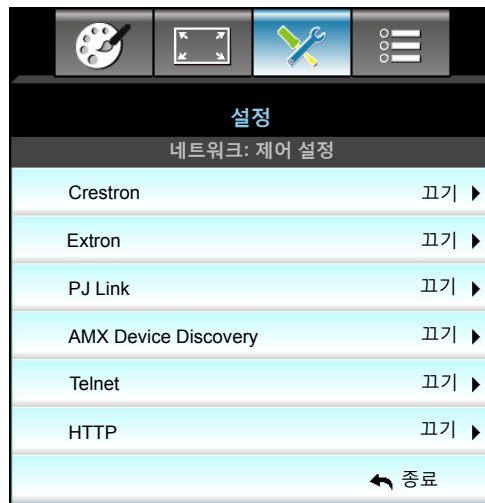 설정
네트워크: 제어 설정
Crestron 끄기
Extron 끄기
PJ Link 끄기
AMX Device Discovery 끄기
Telnet 끄기
HTTP 끄기
종료